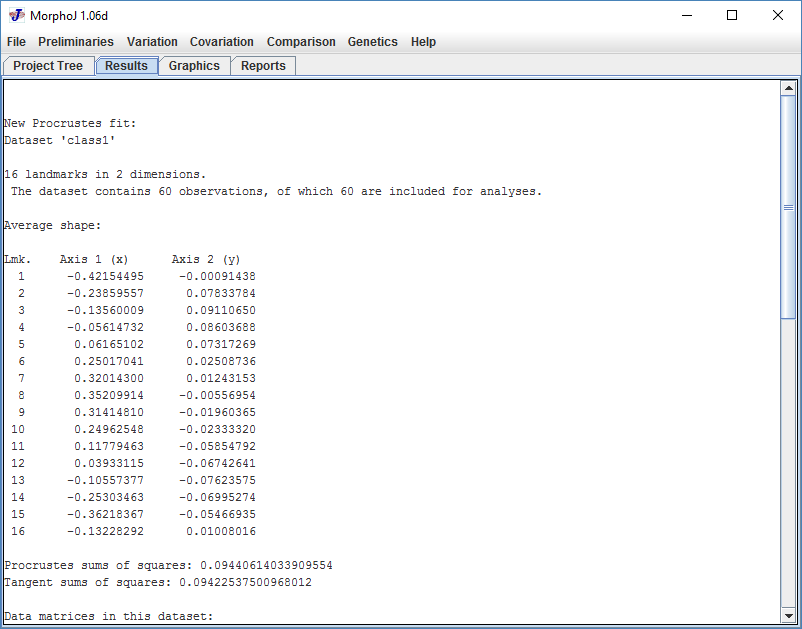 MorphoJ 1.06d
File Preliminaries Variation Covariation Comparison Genetics Help
Project Tree Results Graphics Reports
New Procrustes fit:
Dataset 'class1'
16 landmarks in 2 dimensions.
The dataset contains 60 observations, of which 60 are included for analyses.
Average shape:
Lmk. Axis 1 (x) Axis 2 (y)
1 -0.42154495 -0.00091438
2 -0.23859557 0.07833784
3 -0.13560009 0.09110650
4 -0.05614732 0.08603688
5 0.06165102 0.07317269
6 0.25017041 0.02508736
7 0.32014300 0.01243153
8 0.35209914 -0.00556954
9 0.31414810 -0.01960365
10 0.24962548 -0.02333320
11 0.11779463 -0.05854792
12 0.03933115 -0.06742641
13 -0.10557377 -0.07623575
14 -0.25303463 -0.06995274
15 -0.36218367 -0.05466935
16 -0.13228292 0.01008016
Procrustes sums of squares: 0.09440614033909554
Tangent sums of squares: 0.09422537500968012
Data matrices in this dataset: